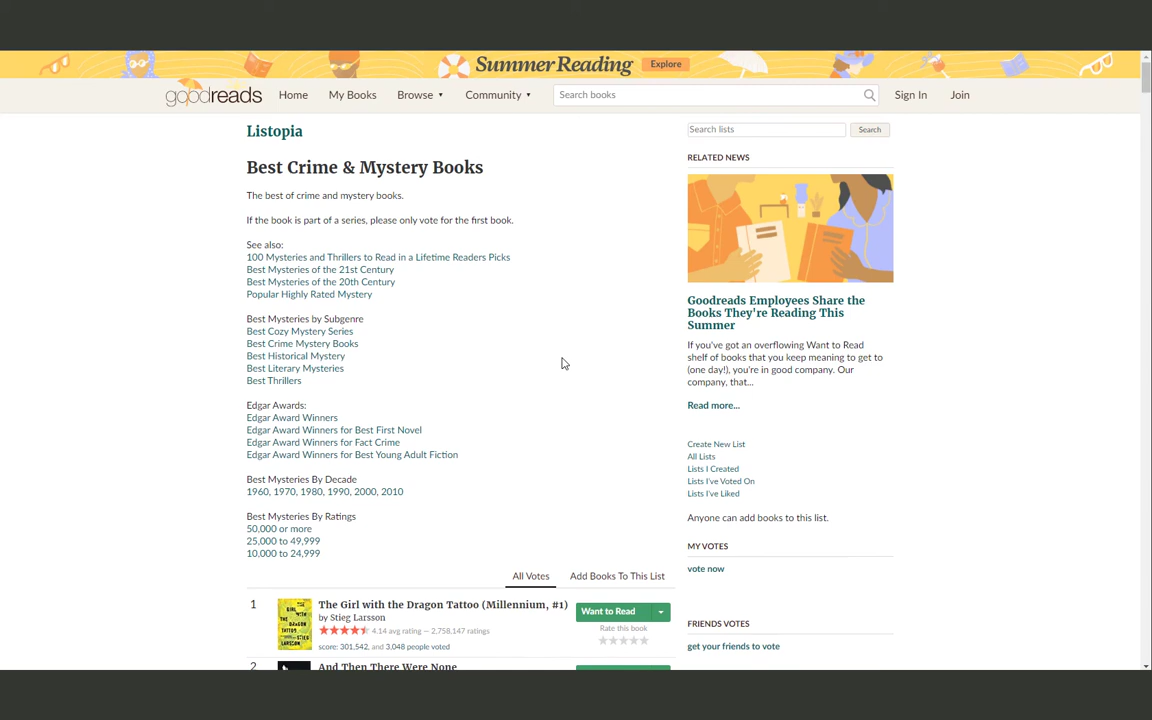 Summer Reading Explore
goodreads Home My Books Browse ▾ Community ▾ Search books Sign In Join
Listopia
Best Crime & Mystery Books
The best of crime and mystery books.
If the book is part of a series, please only vote for the first book.
See also:
100 Mysteries and Thrillers to Read in a Lifetime Readers Picks
Best Mysteries of the 21st Century
Best Mysteries of the 20th Century
Popular Highly Rated Mystery
Best Mysteries by Subgenre
Best Cozy Mystery Series
Best Crime Mystery Books
Best Historical Mystery
Best Literary Mysteries
Best Thrillers
Edgar Awards:
Edgar Award Winners
Edgar Award Winners for Best First Novel
Edgar Award Winners for Fact Crime
Edgar Award Winners for Best Young Adult Fiction
Best Mysteries By Decade
1960, 1970, 1980, 1990, 2000, 2010
Best Mysteries By Ratings
50,000 or more
25,000 to 49,999
10,000 to 24,999
All Votes Add Books To This List
1
The Girl with the Dragon Tattoo (Millennium, #1)
by Stieg Larsson
4.14 avg rating — 2,758,147 ratings
score: 301,542, and 3,048 people voted
Want to Read
Rate this book
2
And Then There Were None
Search lists Search
RELATED NEWS
Goodreads Employees Share the
Books They're Reading This
Summer
If you've got an overflowing Want to Read
shelf of books that you keep meaning to get to
(one day!), you're in good company. Our
company, that...
Read more...
Create New List
All Lists
Lists I Created
Lists I've Voted On
Lists I've Liked
Anyone can add books to this list.
MY VOTES
vote now
FRIENDS VOTES
get your friends to vote